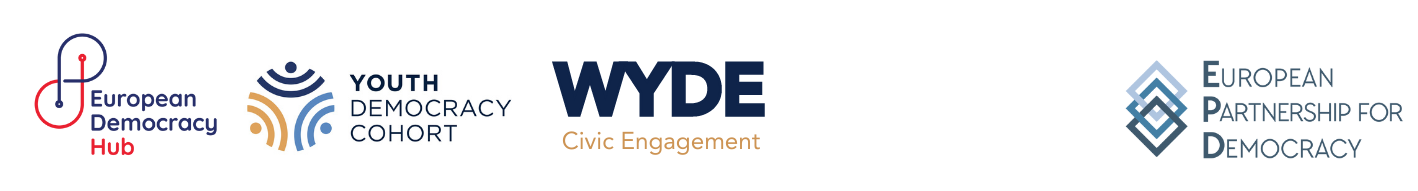 European
Democracy
Hub
YOUTH
DEMOCRACY
COHORT
WYDE
Civic Engagement
EUROPEAN
PARTNERSHIP FOR
DEMOCRACY